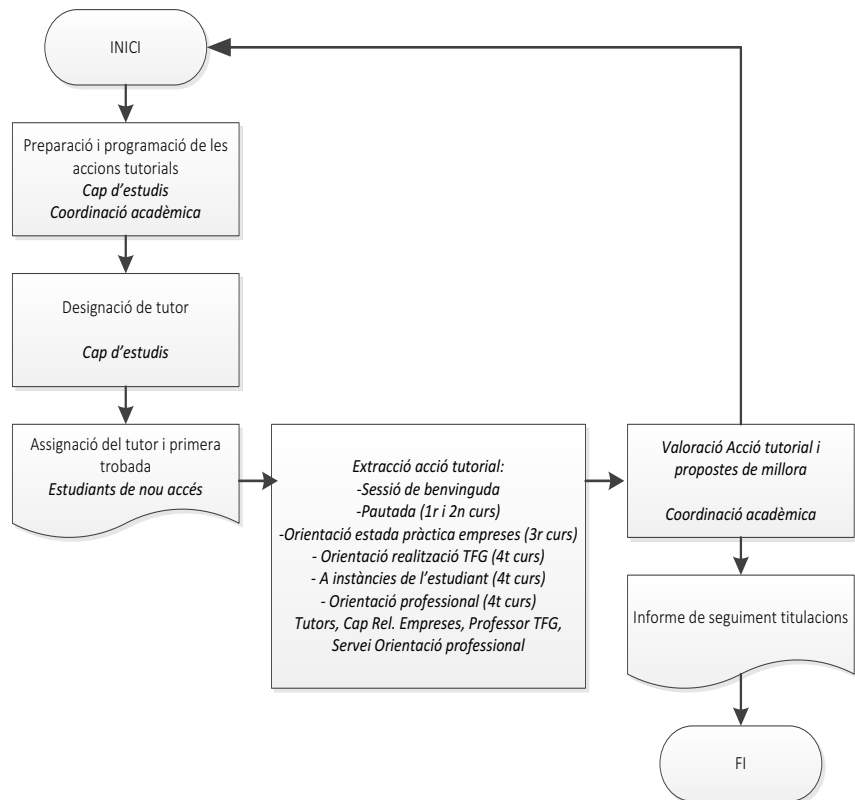 INICI
Preparació i programació de les
accions tutorials
Cap d'estudis
Coordinació acadèmica
Designació de tutor
Cap d'estudis
Assignació del tutor i primera
trobada
Estudiants de nou accés
Extracció acció tutorial:
-Sessió de benvinguda
-Pautada (1r i 2n curs)
-Orientació estada pràctica empreses (3r curs)
- Orientació realització TFG (4t curs)
- A instàncies de l'estudiant (4t curs)
- Orientació professional (4t curs)
Tutors, Cap Rel. Empreses, Professor TFG,
Servei Orientació professional
Valoració Acció tutorial i
propostes de millora
Coordinació acadèmica
Informe de seguiment titulacions
FI